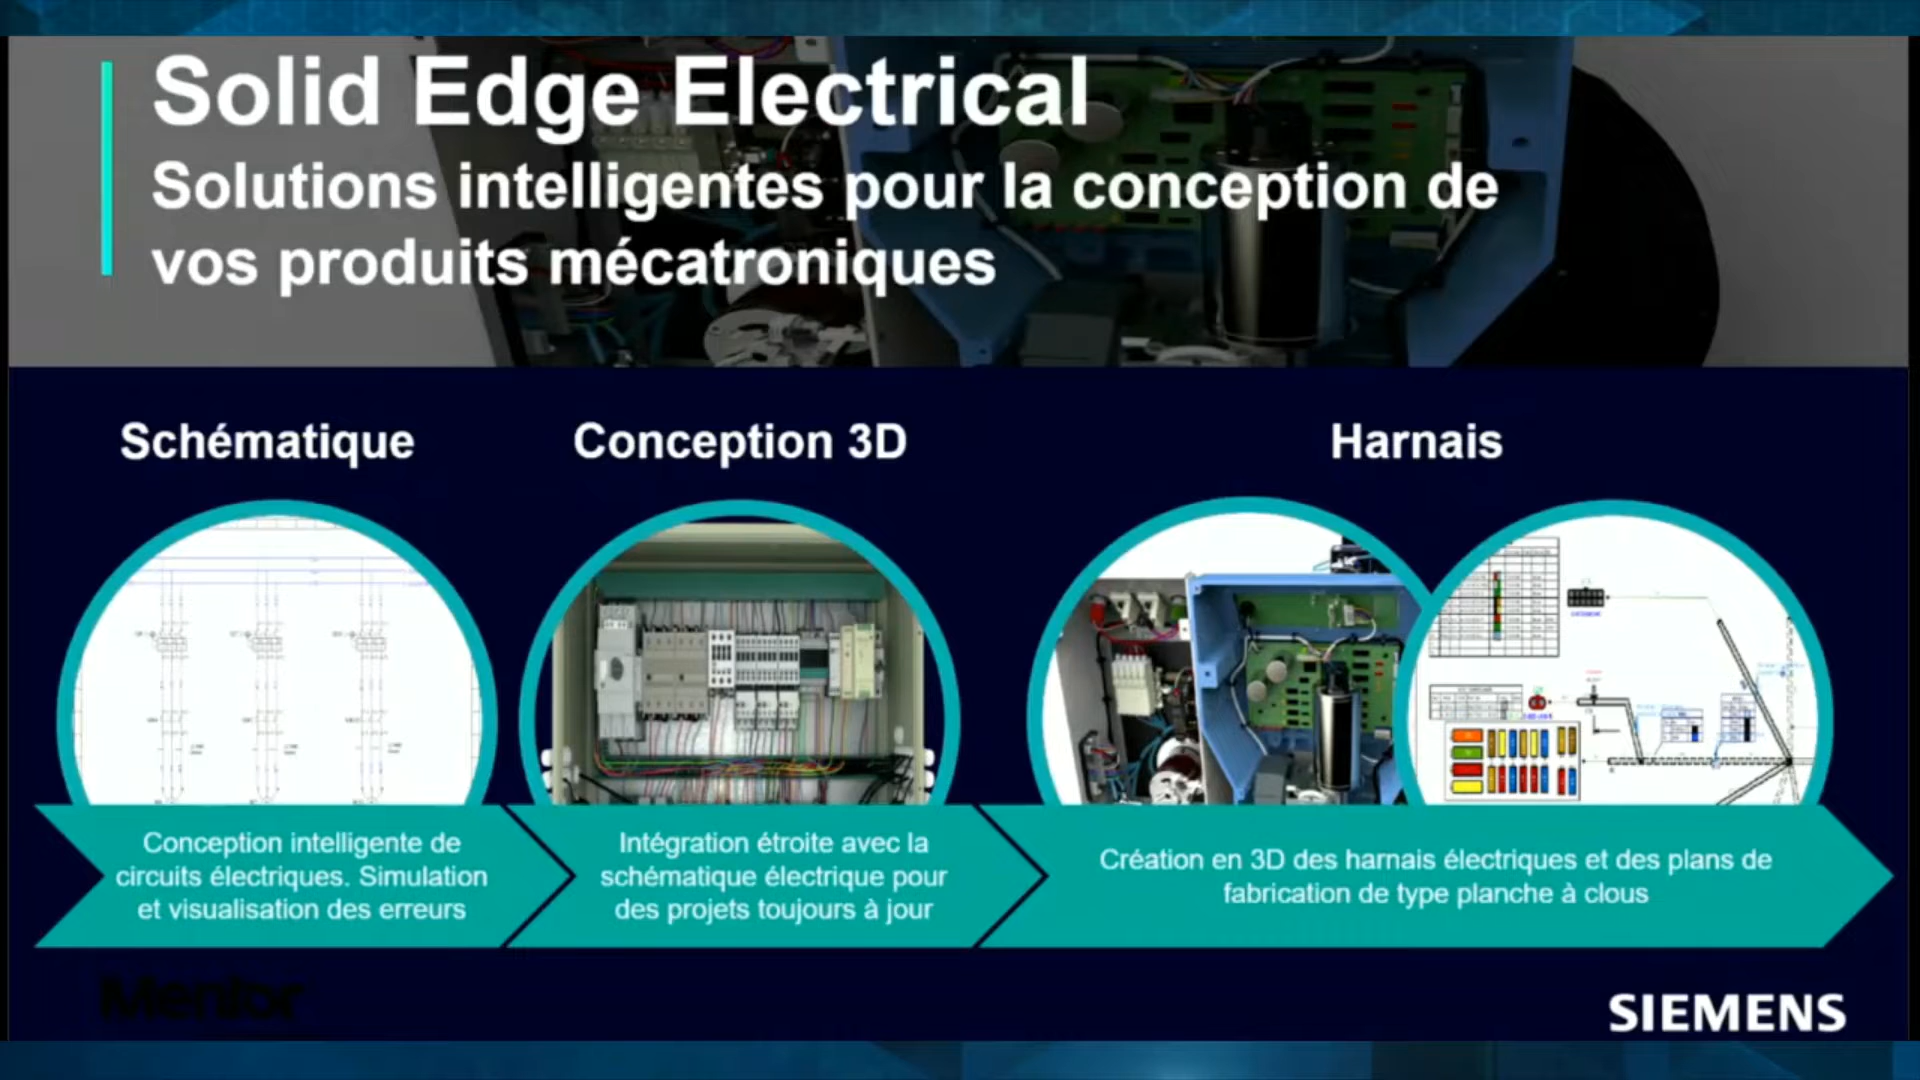 Solid Edge Electrical
Solutions intelligentes pour la conception de
vos produits mécatroniques
Schématique
Conception 3D
Harnais
Conception intelligente de
circuits électriques. Simulation
et visualisation des erreurs
Intégration étroite avec la
schématique électrique pour
des projets toujours à jour
Création en 3D des harnais électriques et des plans de
fabrication de type planche à clous
Mentor
SIEMENS